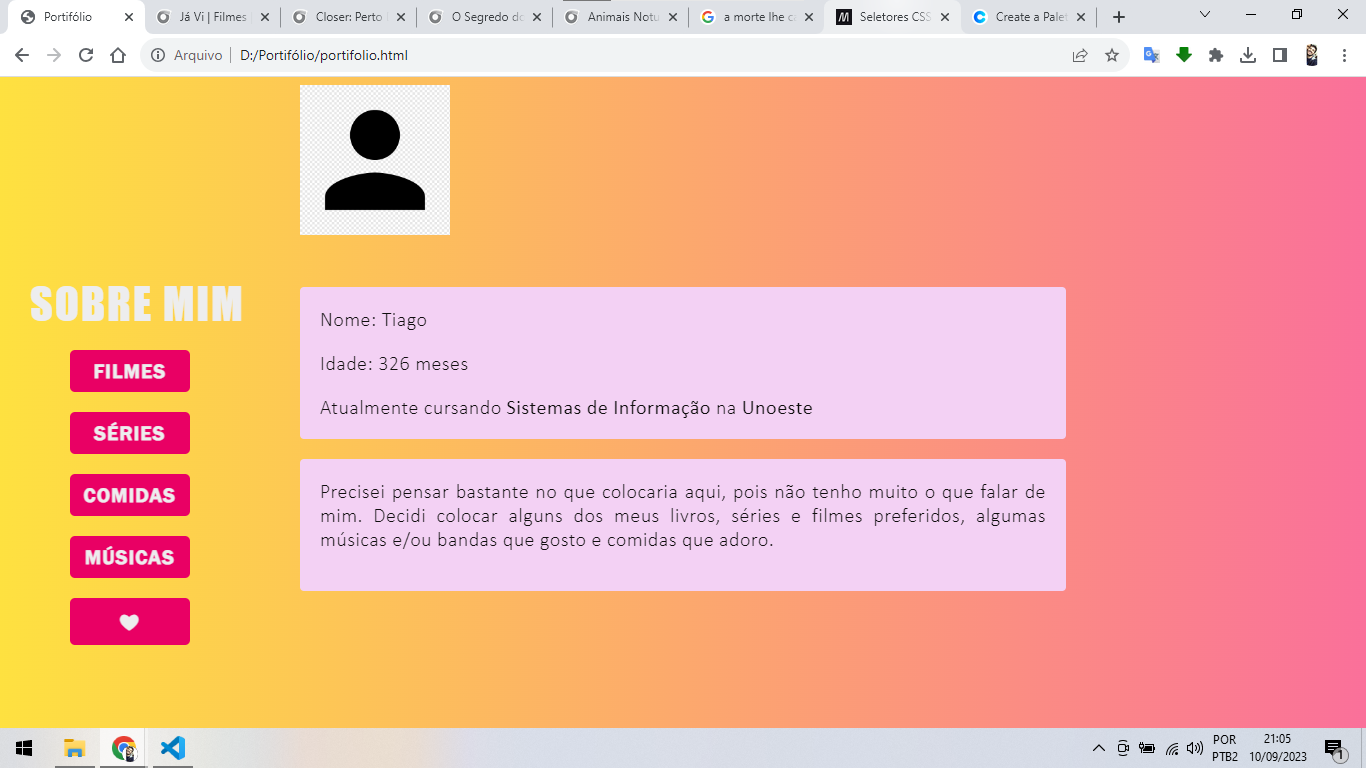 Portifólio
Já Vi | Filmes
Closer: Perto
O Segredo do
Animais Notu
a morte lhe c
Seletores CSS
Create a Palet
Arquivo
D:/Portifólio/portifolio.html
SOBRE MIM
FILMES
SÉRIES
COMIDAS
MÚSICAS
Nome: Tiago
Idade: 326 meses
Atualmente cursando Sistemas de Informação na Unoeste
Precisei pensar bastante no que colocaria aqui, pois não tenho muito o que falar de
mim. Decidi colocar alguns dos meus livros, séries e filmes preferidos, algumas
músicas e/ou bandas que gosto e comidas que adoro.
POR
PTB2
21:05
10/09/2023
1